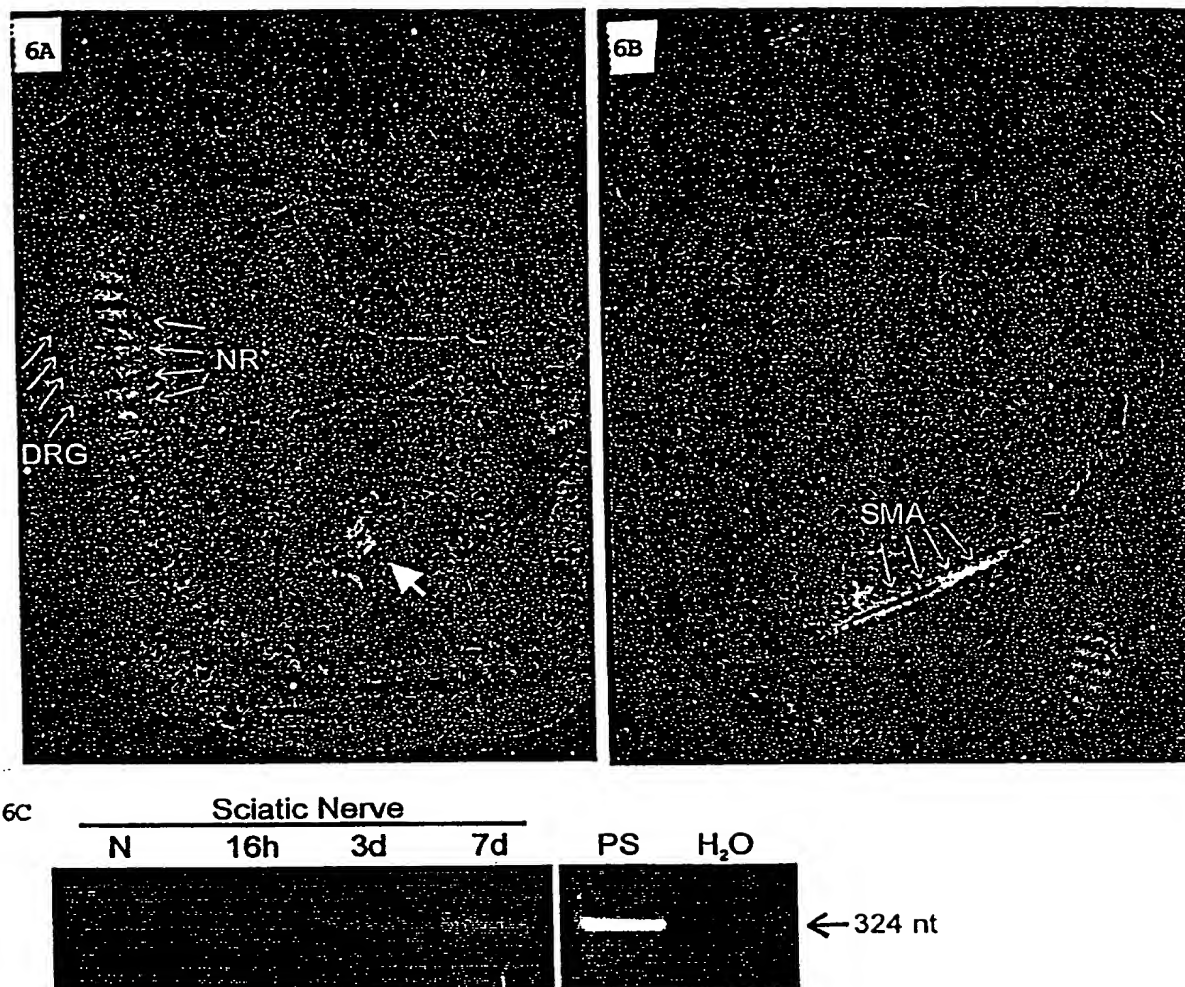 6A
6B
NR
DRG
SMA
6C
Sciatic Nerve
N 16h 3d 7d PS H₂O
←324 nt